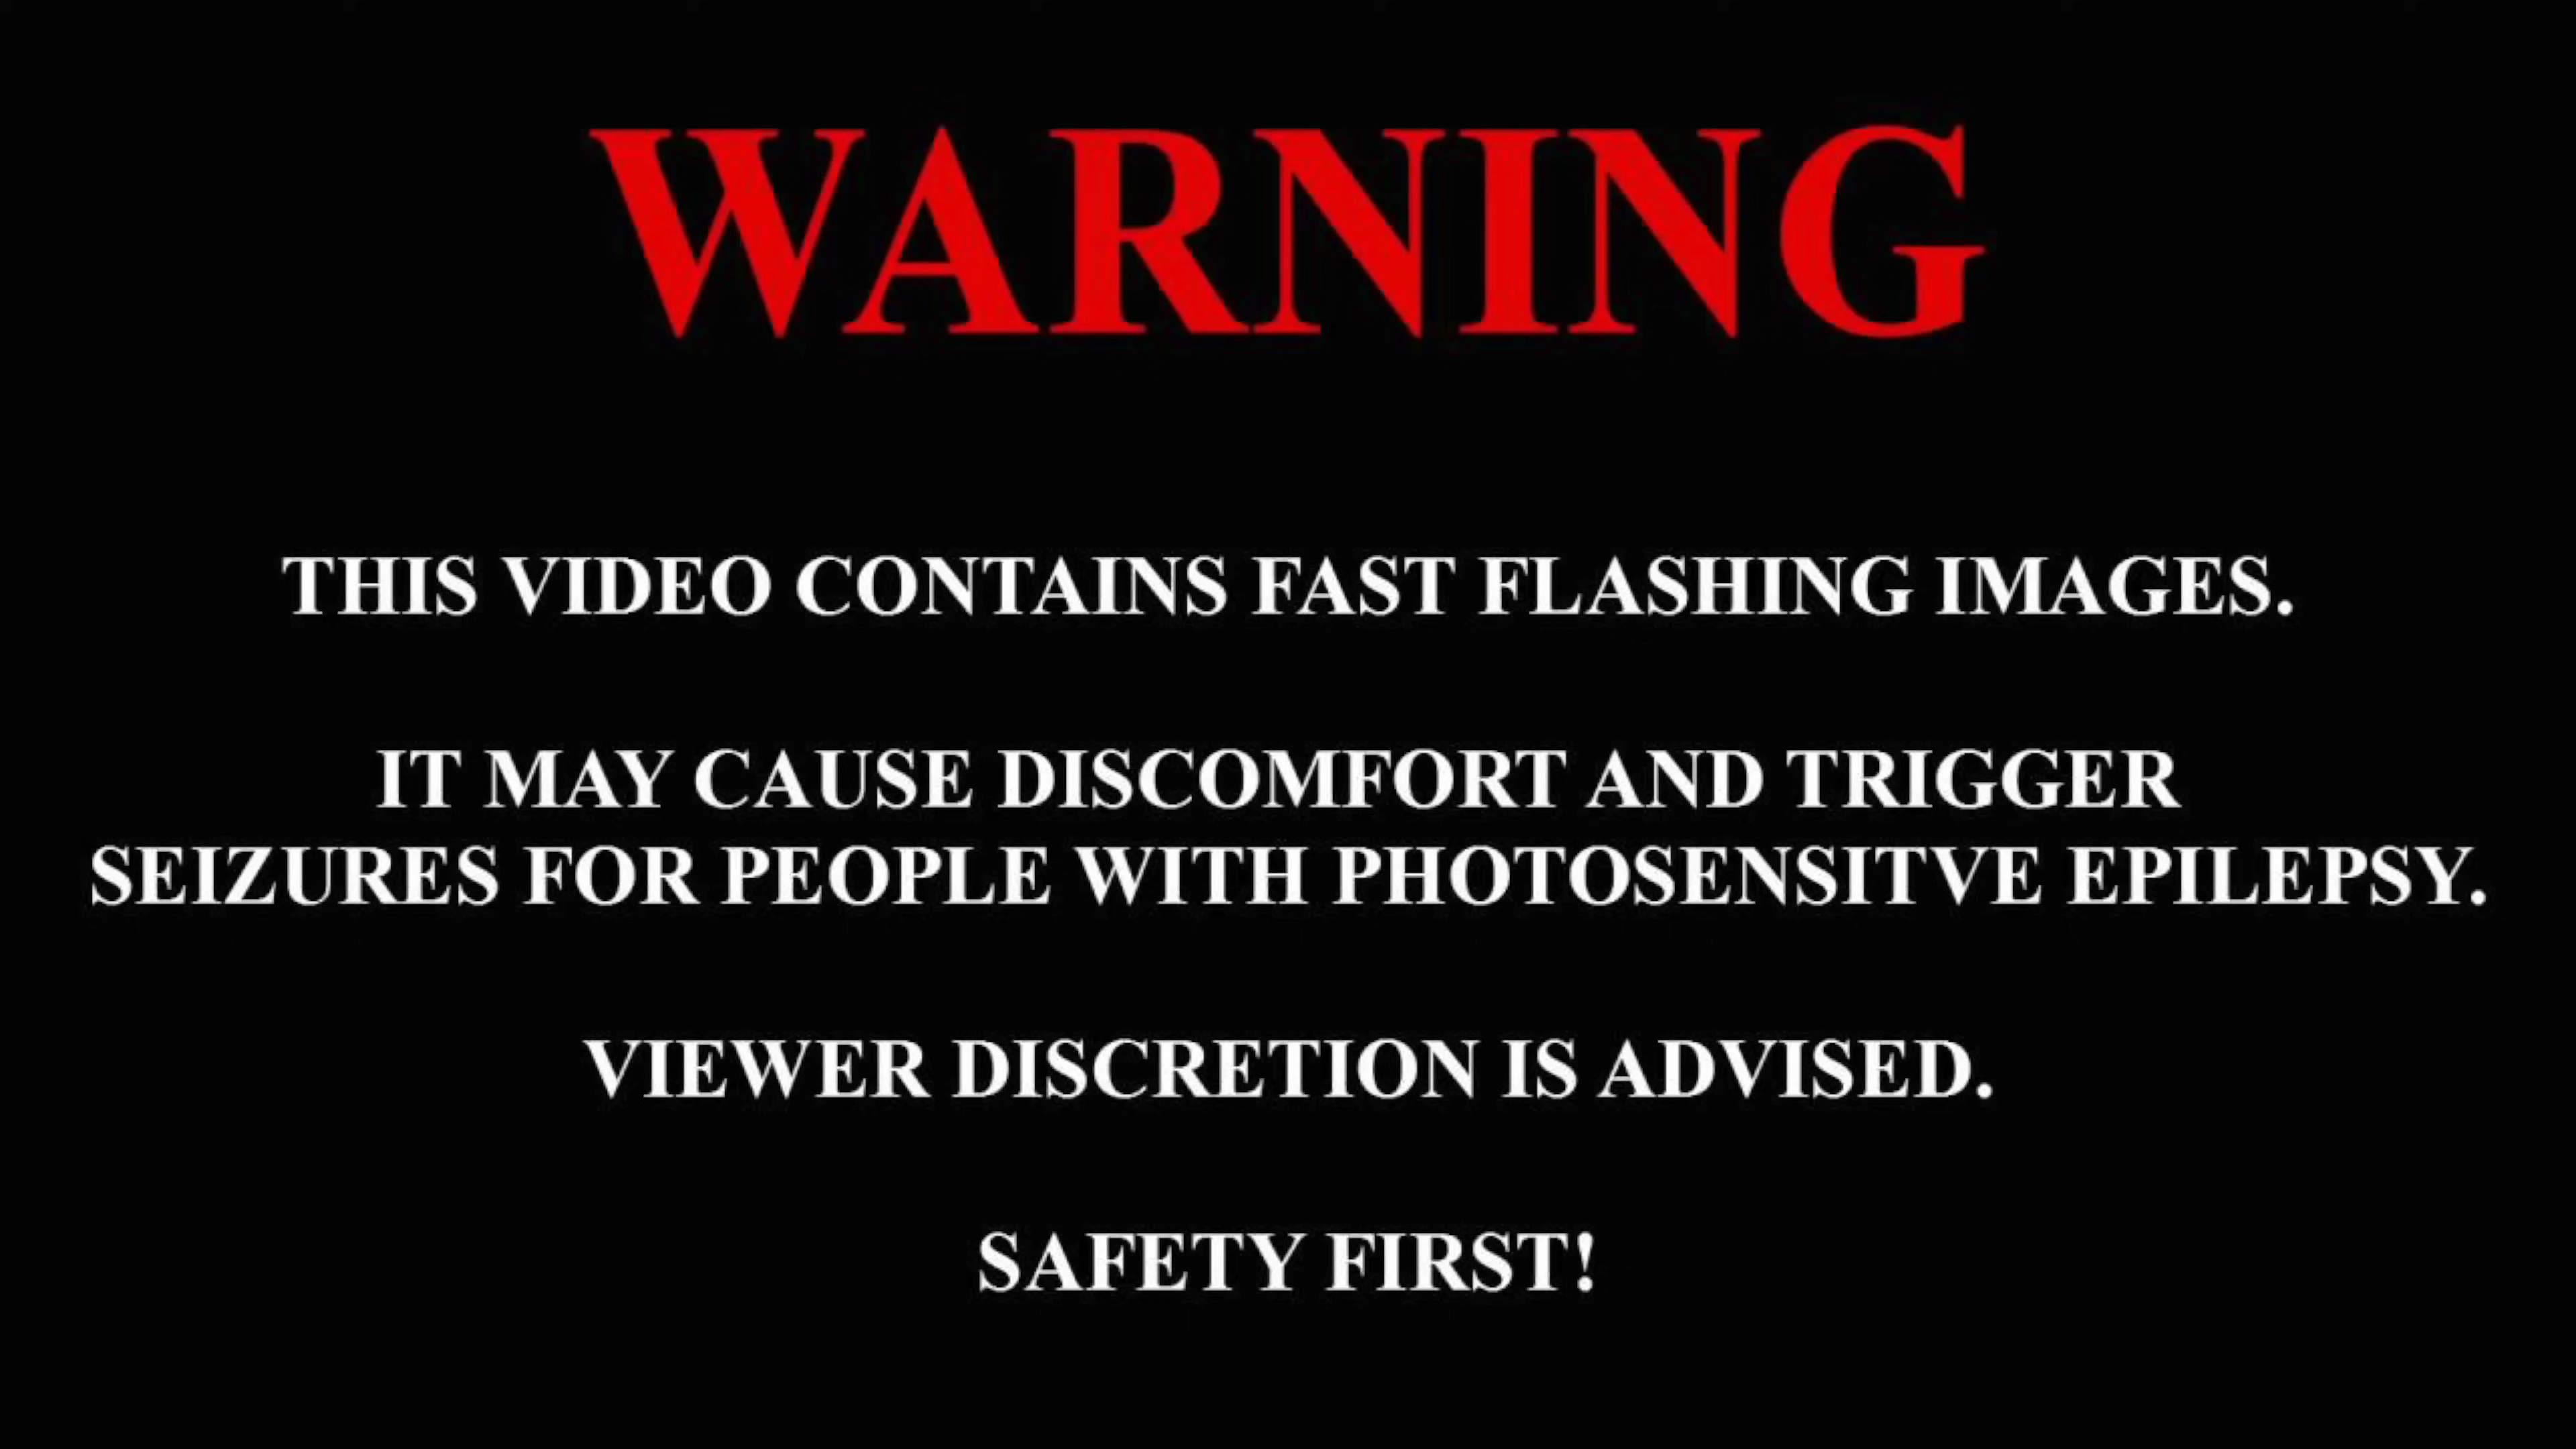 WARNING
THIS VIDEO CONTAINS FAST FLASHING IMAGES.
IT MAY CAUSE DISCOMFORT AND TRIGGER
SEIZURES FOR PEOPLE WITH PHOTOSENSITVE EPILEPSY.
VIEWER DISCRETION IS ADVISED.
SAFETY FIRST!